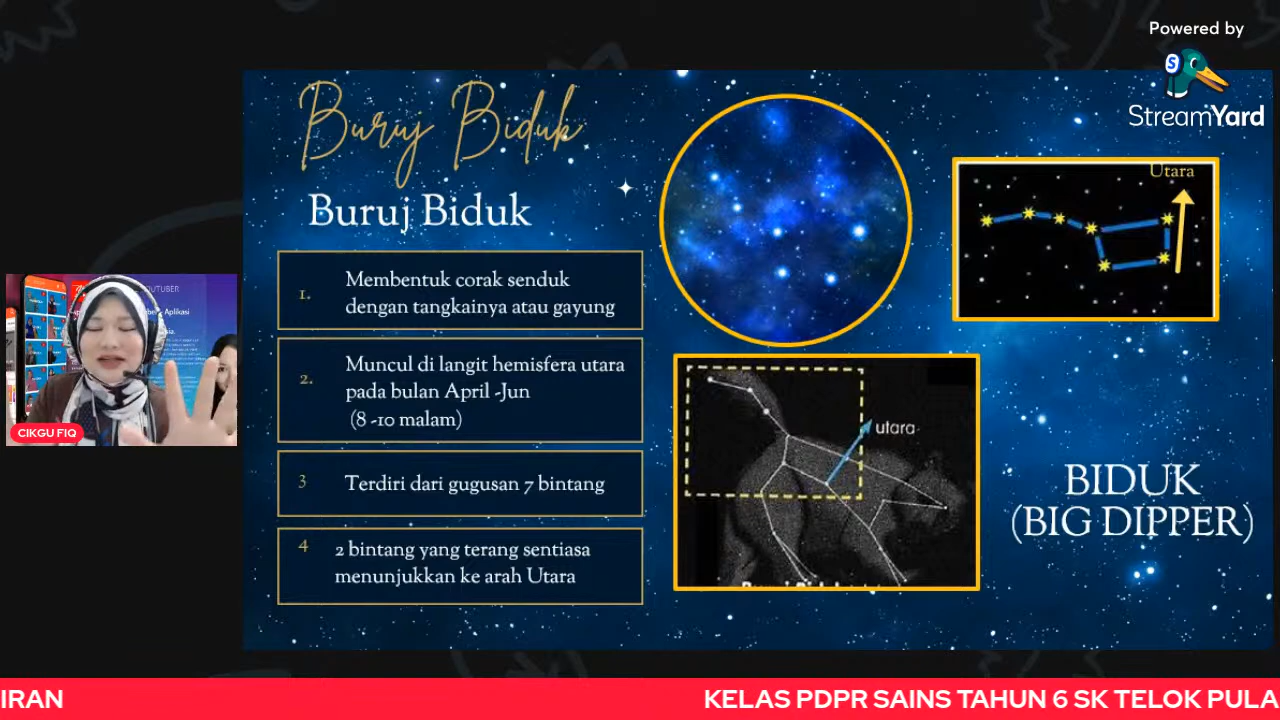 Powered by
StreamYard
Buruj Biduk
Buruj Biduk
1. Membentuk corak senduk
dengan tangkainya atau gayung
2. Muncul di langit hemisfera utara
pada bulan April -Jun
(8 -10 malam)
3 Terdiri dari gugusan 7 bintang
4 2 bintang yang terang sentiasa
menunjukkan ke arah Utara
Utara
utara
BIDUK
(BIG DIPPER)
YOUTUBER
Aplikasi
CIKGU FIQ
IRAN
KELAS PDPR SAINS TAHUN 6 SK TELOK PULA